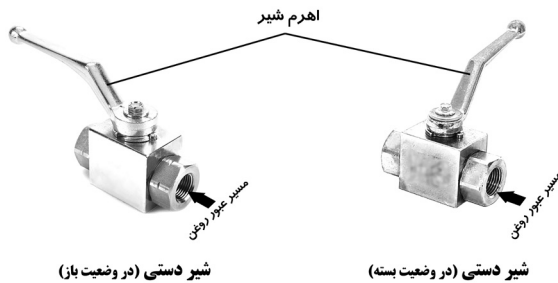 اهرم شیر
مسیر عبور روغن
مسیر عبور روغن
شیر دستی (در وضعیت بسته)
شیر دستی (در وضعیت باز)